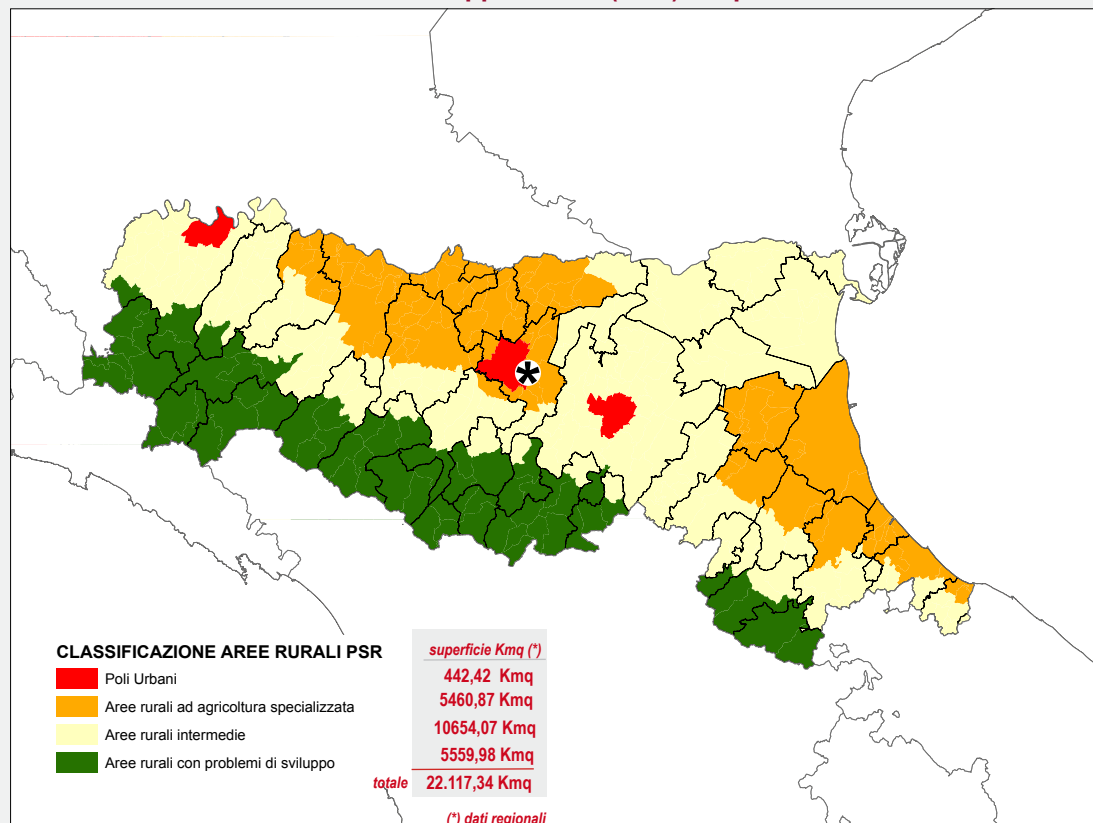 CLASSIFICAZIONE AREE RURALI PSR
superficie Kmq (*)
Poli Urbani
442,42 Kmq
Aree rurali ad agricoltura specializzata
5460,87 Kmq
Aree rurali intermedie
10654,07 Kmq
Aree rurali con problemi di sviluppo
5559,98 Kmq
totale 22.117,34 Kmq
(*) dati regionali